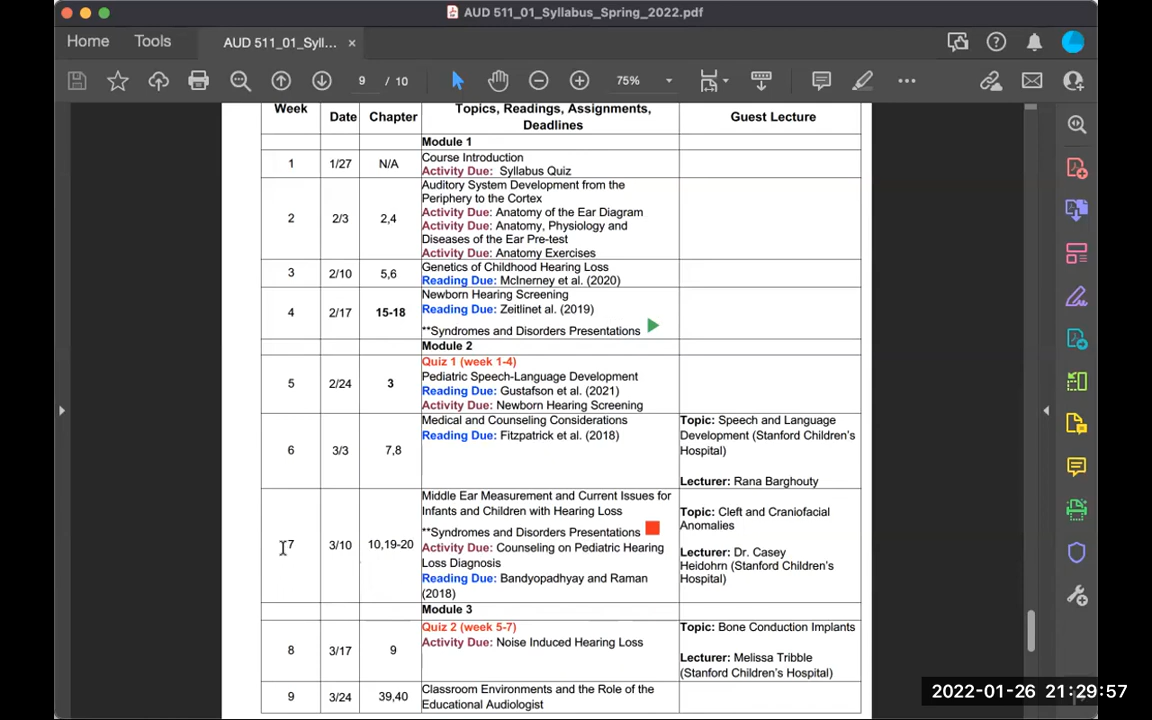 AUD 511_01_Syllabus_Spring_2022.pdf
Home
Tools
AUD 511_01_Syll...
9 / 10
75%
Week
Date
Chapter
Topics, Readings, Assignments,
Deadlines
Guest Lecture
Module 1
1
1/27
N/A
Course Introduction
Activity Due: Syllabus Quiz
2
2/3
2,4
Auditory System Development from the
Periphery to the Cortex
Activity Due: Anatomy of the Ear Diagram
Activity Due: Anatomy, Physiology and
Diseases of the Ear Pre-test
Activity Due: Anatomy Exercises
3
2/10
5,6
Genetics of Childhood Hearing Loss
Reading Due: McInerney et al. (2020)
4
2/17
15-18
Newborn Hearing Screening
Reading Due: Zeitlinet al. (2019)
**Syndromes and Disorders Presentations
Module 2
5
2/24
3
Quiz 1 (week 1-4)
Pediatric Speech-Language Development
Reading Due: Gustafson et al. (2021)
Activity Due: Newborn Hearing Screening
6
3/3
7,8
Medical and Counseling Considerations
Reading Due: Fitzpatrick et al. (2018)
Topic: Speech and Language
Development (Stanford Children's
Hospital)
Lecturer: Rana Barghouty
7
3/10
10,19-20
Middle Ear Measurement and Current Issues for
Infants and Children with Hearing Loss
**Syndromes and Disorders Presentations
Activity Due: Counseling on Pediatric Hearing
Loss Diagnosis
Reading Due: Bandyopadhyay and Raman
(2018)
Topic: Cleft and Craniofacial
Anomalies
Lecturer: Dr. Casey
Heidohrn (Stanford Children's
Hospital)
Module 3
8
3/17
9
Quiz 2 (week 5-7)
Activity Due: Noise Induced Hearing Loss
Topic: Bone Conduction Implants
Lecturer: Melissa Tribble
(Stanford Children's Hospital)
9
3/24
39,40
Classroom Environments and the Role of the
Educational Audiologist
2022-01-26 21:29:57